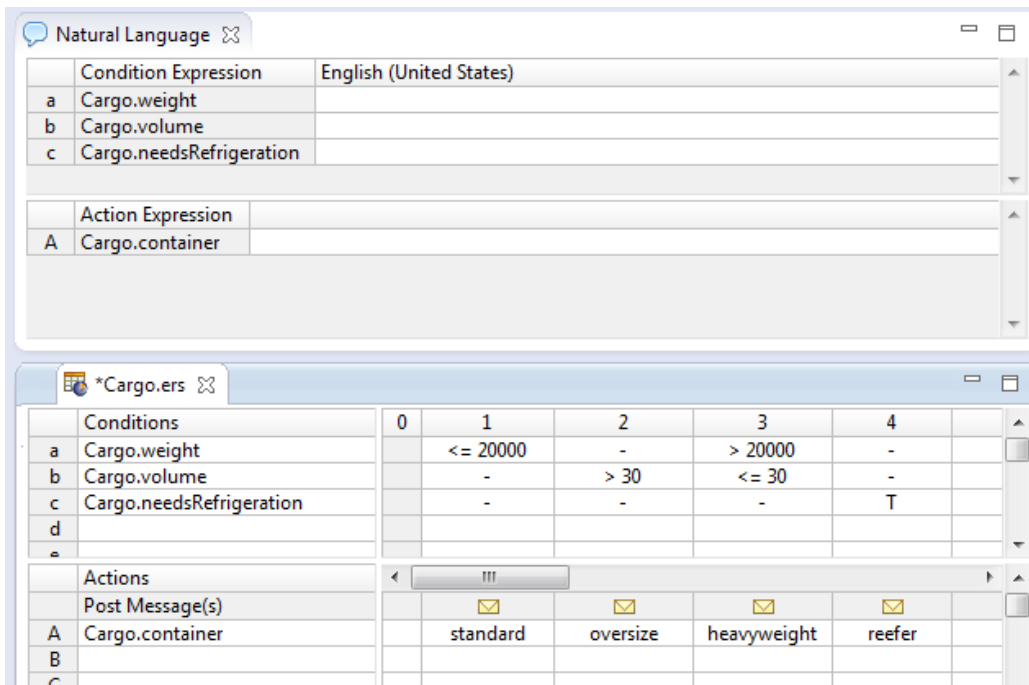 Natural Language
Condition Expression English (United States)
a Cargo.weight
b Cargo.volume
c Cargo.needsRefrigeration
Action Expression
A Cargo.container
*Cargo.ers
Conditions 0 1 2 3 4
a Cargo.weight <= 20000 - > 20000 -
b Cargo.volume - > 30 <= 30 -
c Cargo.needsRefrigeration - - - T
d
e
Actions
Post Message(s)
A Cargo.container standard oversize heavyweight reefer
B
C